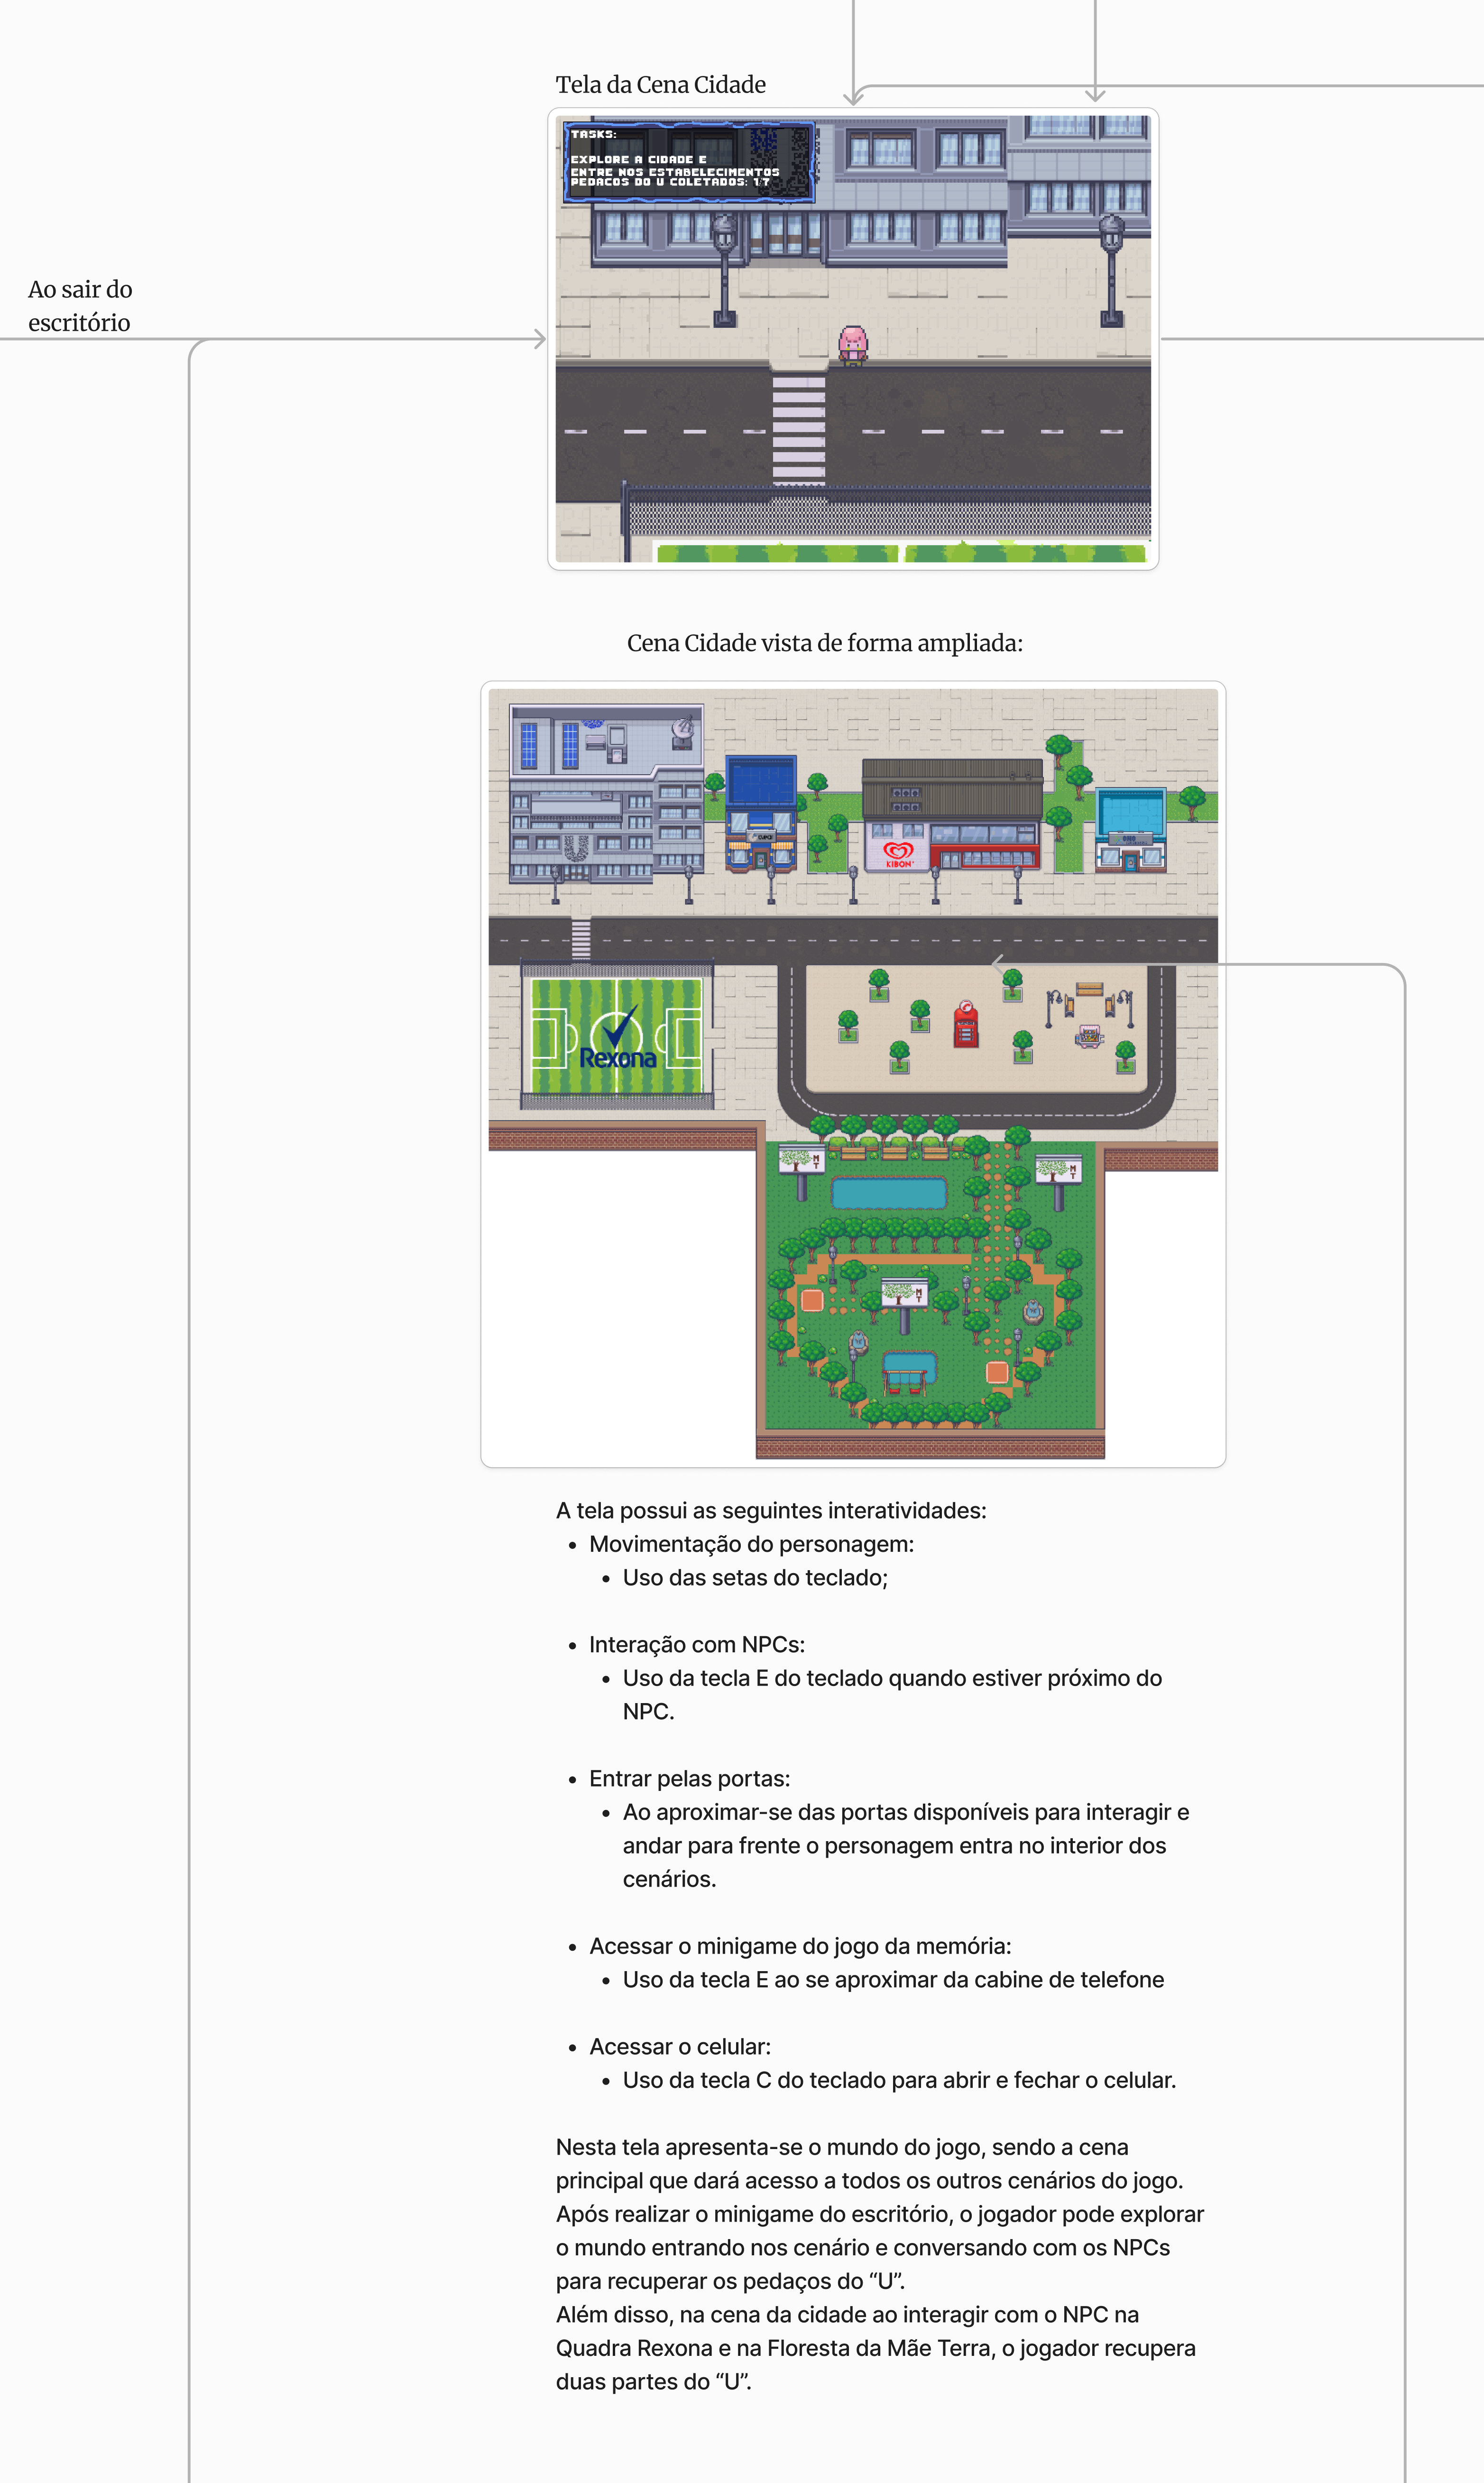 Tela da Cena Cidade
TASKS:
EXPLORE A CIDADE E
ENTRE NOS ESTABELECIMENTOS
PEDACOS DO U COLETADOS: 17
Ao sair do
escritório
Cena Cidade vista de forma ampliada:
KIBON
Rexona
M
T
M
T
M
T
A tela possui as seguintes interatividades:
• Movimentação do personagem:
• Uso das setas do teclado;
• Interação com NPCs:
• Uso da tecla E do teclado quando estiver próximo do
NPC.
• Entrar pelas portas:
• Ao aproximar-se das portas disponíveis para interagir e
andar para frente o personagem entra no interior dos
cenários.
• Acessar o minigame do jogo da memória:
• Uso da tecla E ao se aproximar da cabine de telefone
• Acessar o celular:
• Uso da tecla C do teclado para abrir e fechar o celular.
Nesta tela apresenta-se o mundo do jogo, sendo a cena
principal que dará acesso a todos os outros cenários do jogo.
Após realizar o minigame do escritório, o jogador pode explorar
o mundo entrando nos cenário e conversando com os NPCs
para recuperar os pedaços do “U”.
Além disso, na cena da cidade ao interagir com o NPC na
Quadra Rexona e na Floresta da Mãe Terra, o jogador recupera
duas partes do “U”.